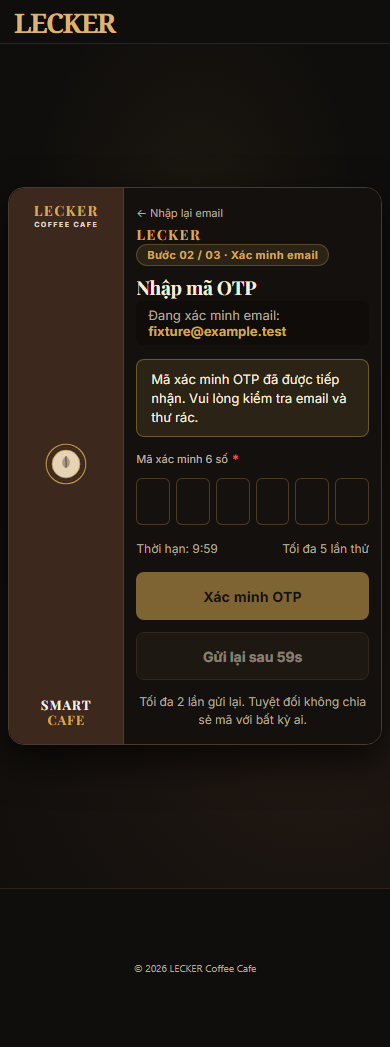 LECKER
LECKER
COFFEE CAFE
SMART
CAFE
← Nhập lại email
LECKER
Bước 02 / 03 · Xác minh email
Nhập mã OTP
Đang xác minh email:
fixture@example.test
Mã xác minh OTP đã được tiếp
nhận. Vui lòng kiểm tra email và
thư rác.
Mã xác minh 6 số *
Thời hạn: 9:59
Tối đa 5 lần thử
Xác minh OTP
Gửi lại sau 59s
Tối đa 2 lần gửi lại. Tuyệt đối không chia
sẻ mã với bất kỳ ai.
© 2026 LECKER Coffee Cafe